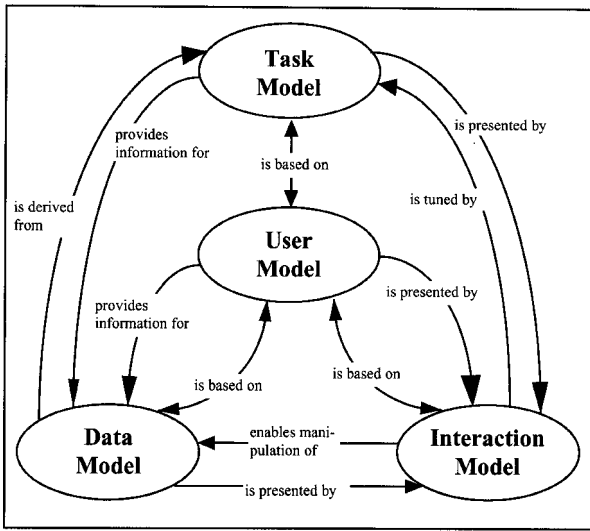 Task
Model
provides
information for
is presented by
is based on
is derived
from
is tuned by
User
Model
provides
information for
is presented by
is based on
is based on
Data
Model
enables mani-
pulation of
Interaction
Model
is presented by